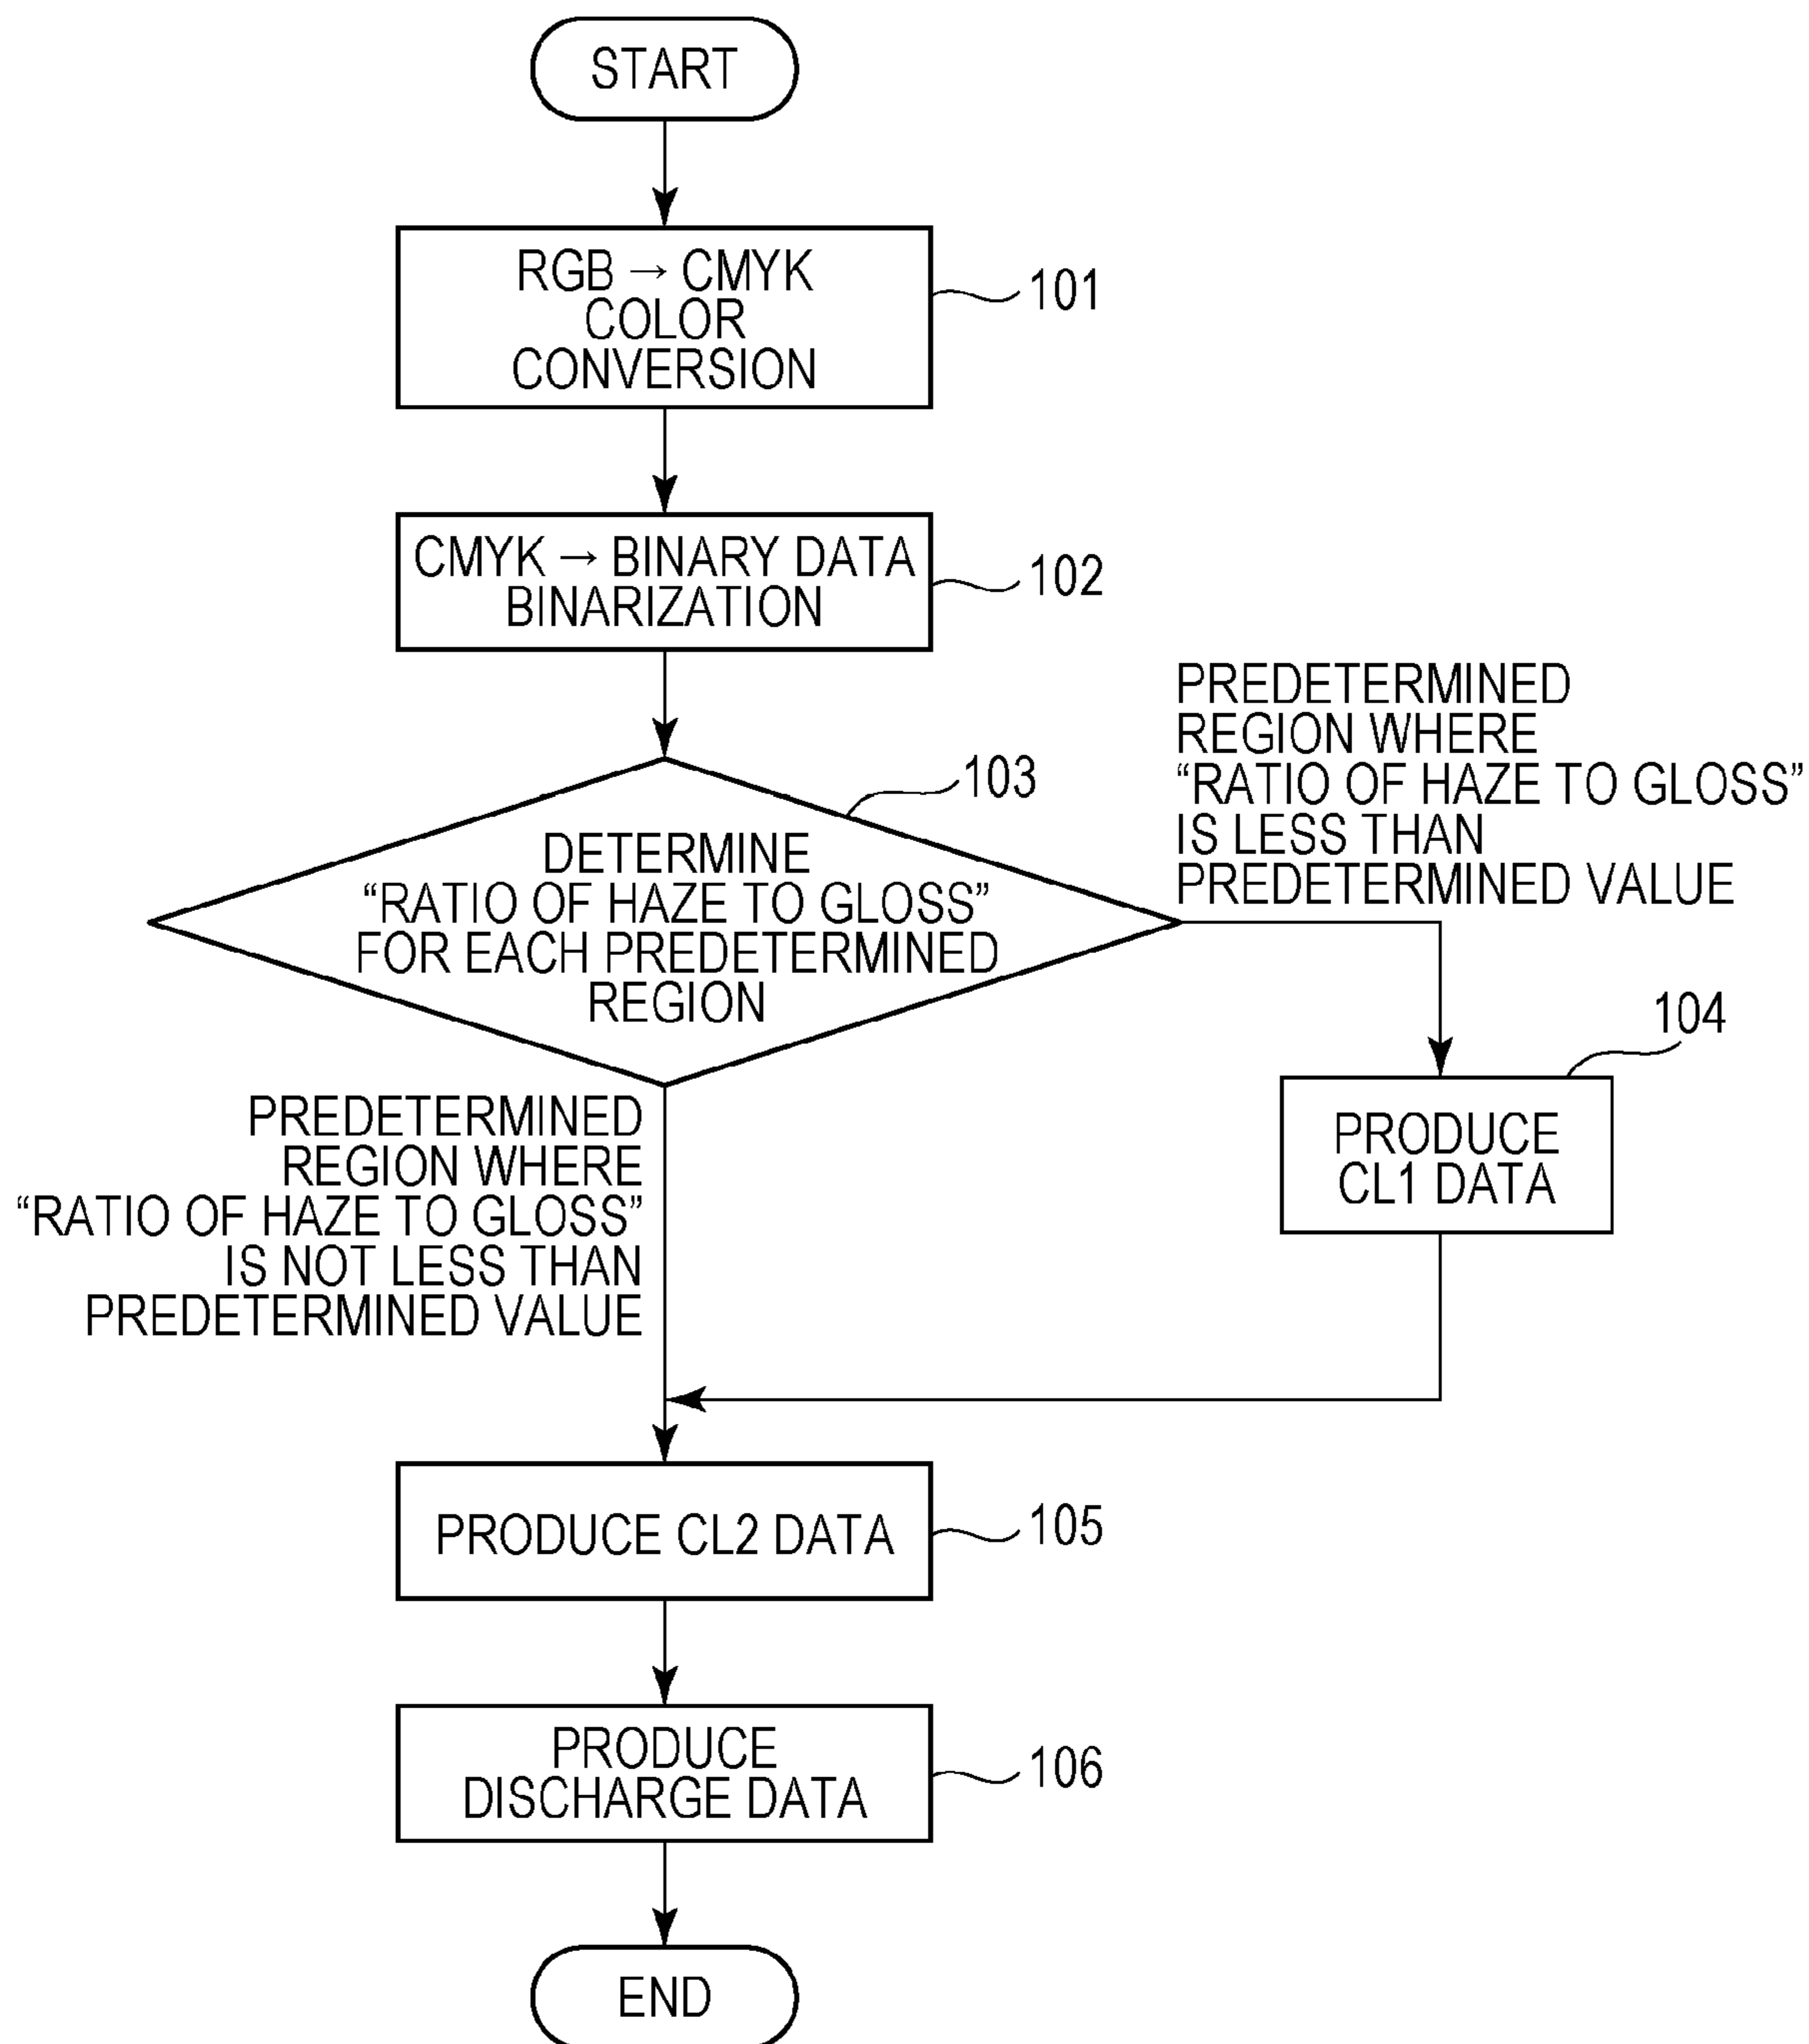 START
RGB → CMYK
COLOR
CONVERSION
101
CMYK → BINARY DATA
BINARIZATION
102
103
DETERMINE
“RATIO OF HAZE TO GLOSS”
FOR EACH PREDETERMINED
REGION
PREDETERMINED
REGION WHERE
“RATIO OF HAZE TO GLOSS”
IS LESS THAN
PREDETERMINED VALUE
104
PRODUCE
CL1 DATA
PREDETERMINED
REGION WHERE
“RATIO OF HAZE TO GLOSS”
IS NOT LESS THAN
PREDETERMINED VALUE
PRODUCE CL2 DATA
105
PRODUCE
DISCHARGE DATA
106
END